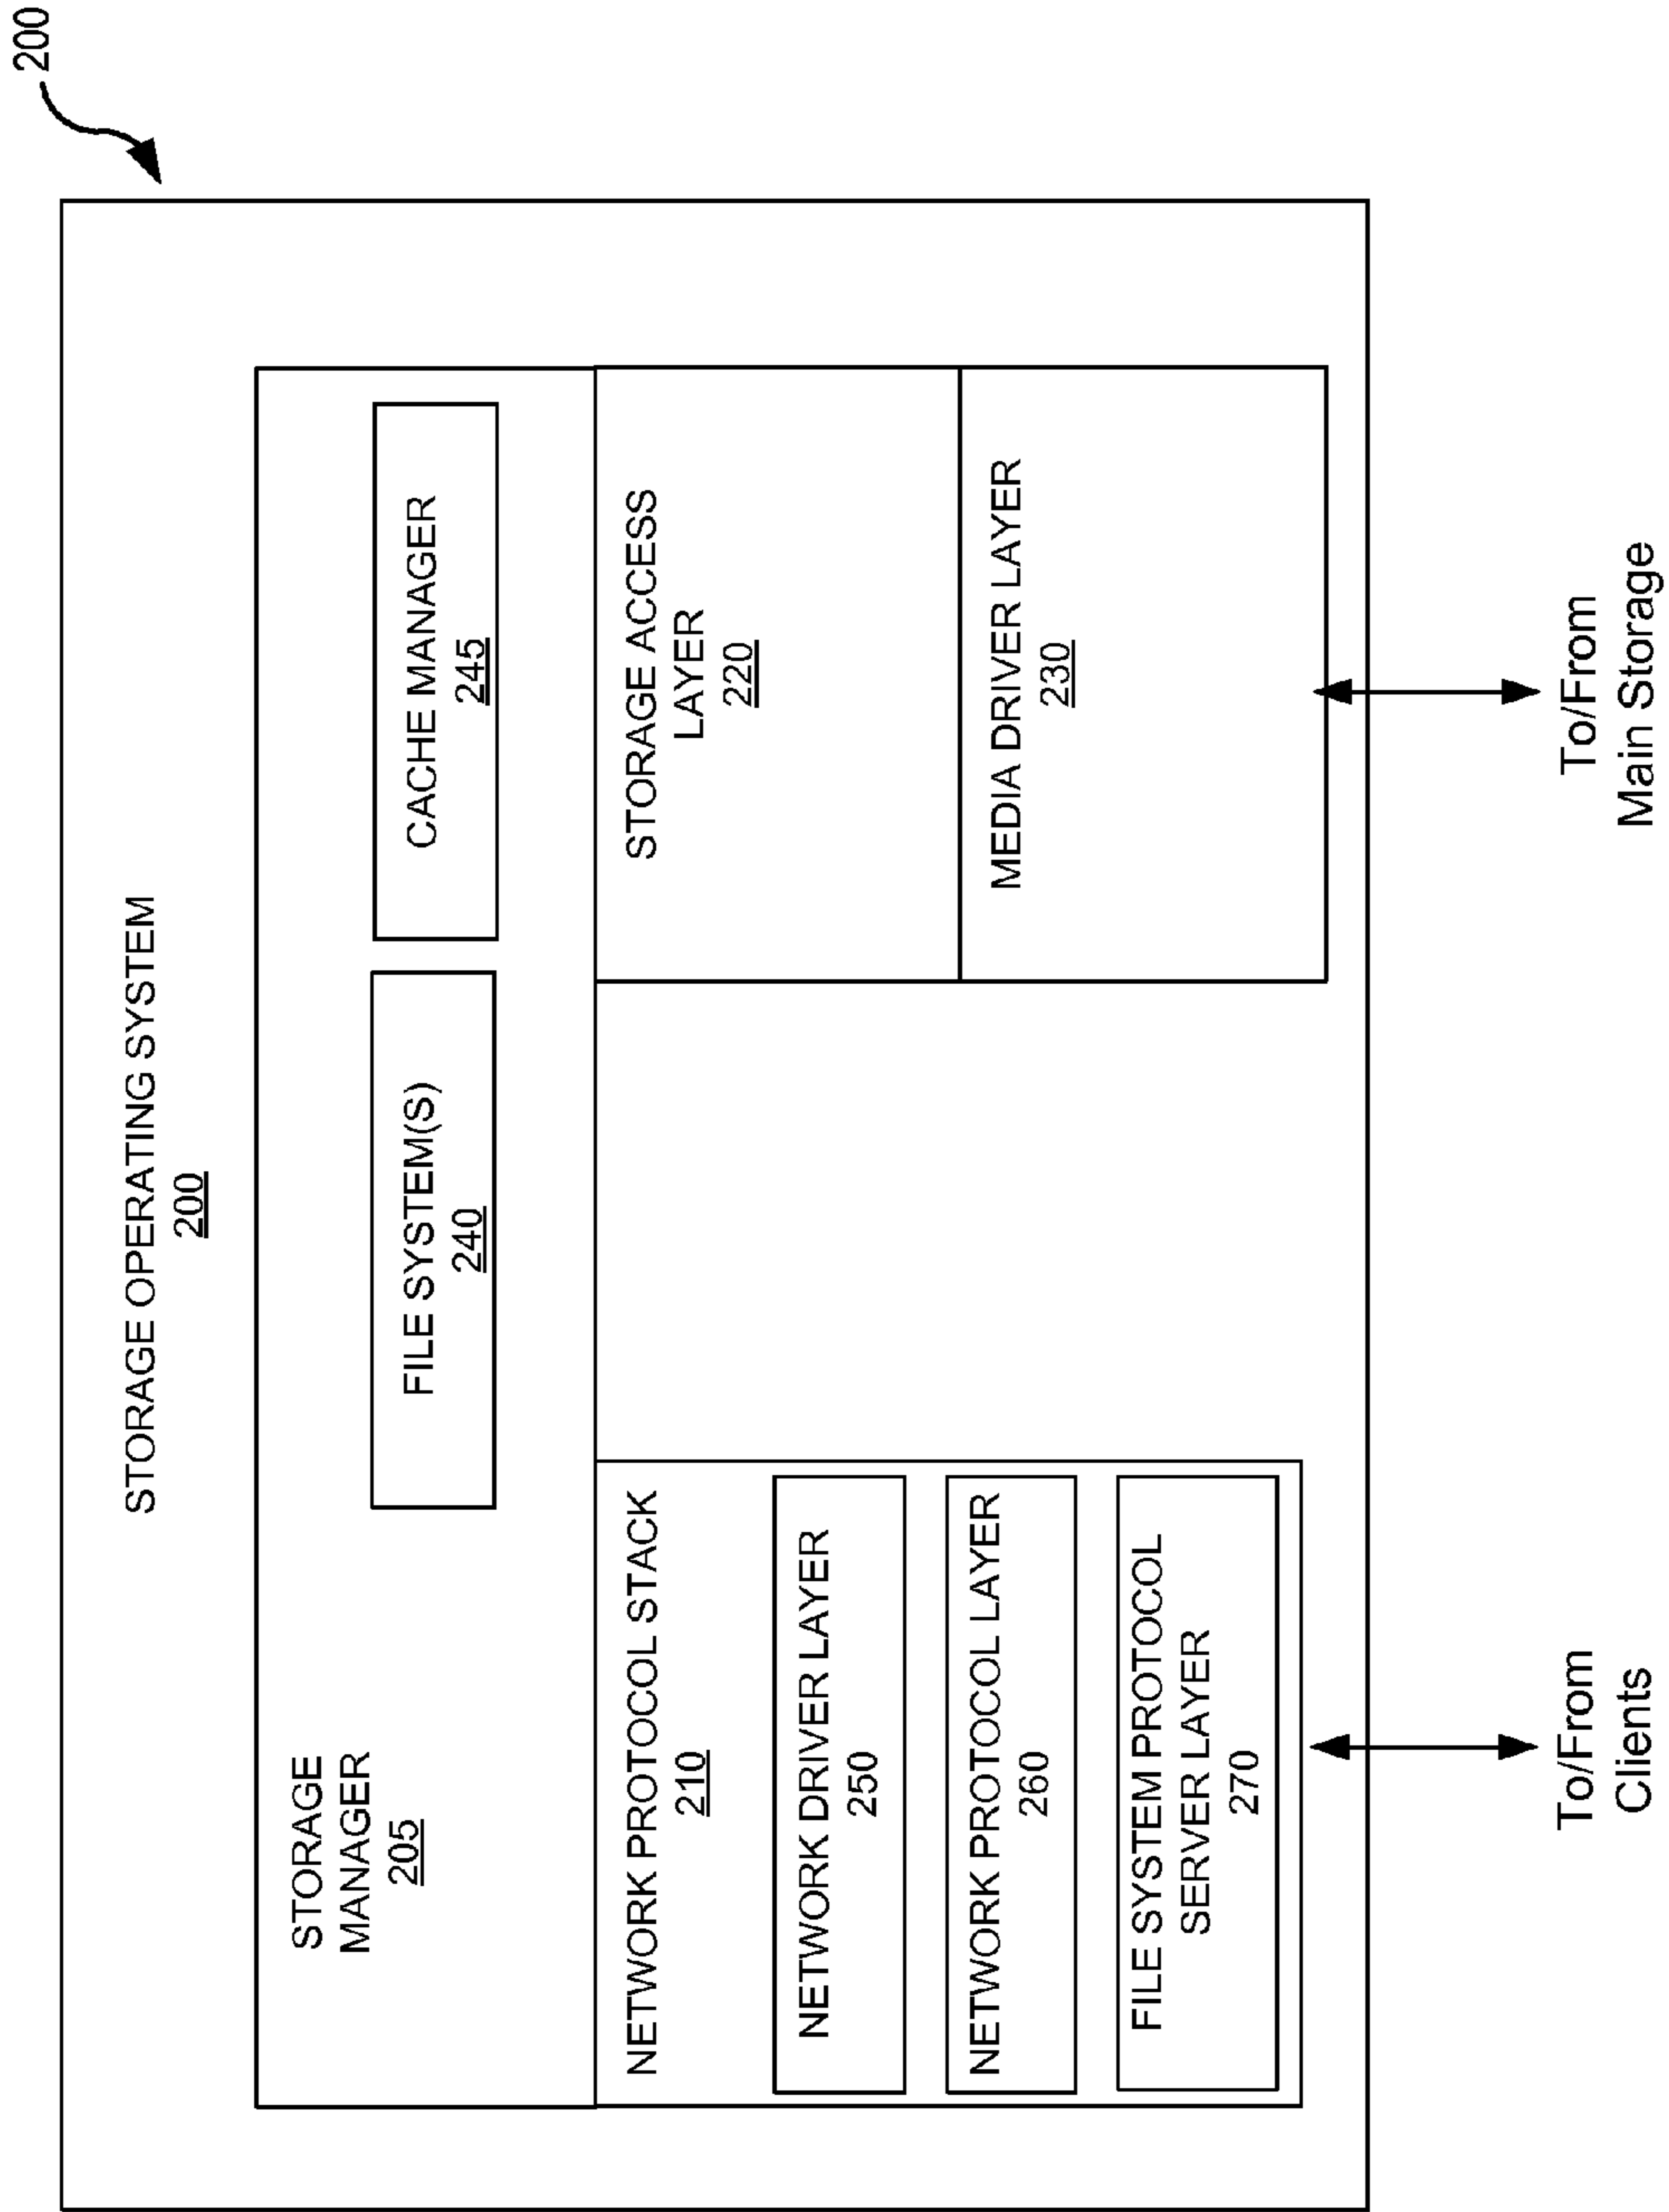 200
STORAGE OPERATING SYSTEM
200
STORAGE
MANAGER
205
FILE SYSTEM(S)
240
CACHE MANAGER
245
NETWORK PROTOCOL STACK
210
NETWORK DRIVER LAYER
250
NETWORK PROTOCOL LAYER
260
FILE SYSTEM PROTOCOL
SERVER LAYER
270
STORAGE ACCESS
LAYER
220
MEDIA DRIVER LAYER
230
To/From
Clients
To/From
Main Storage